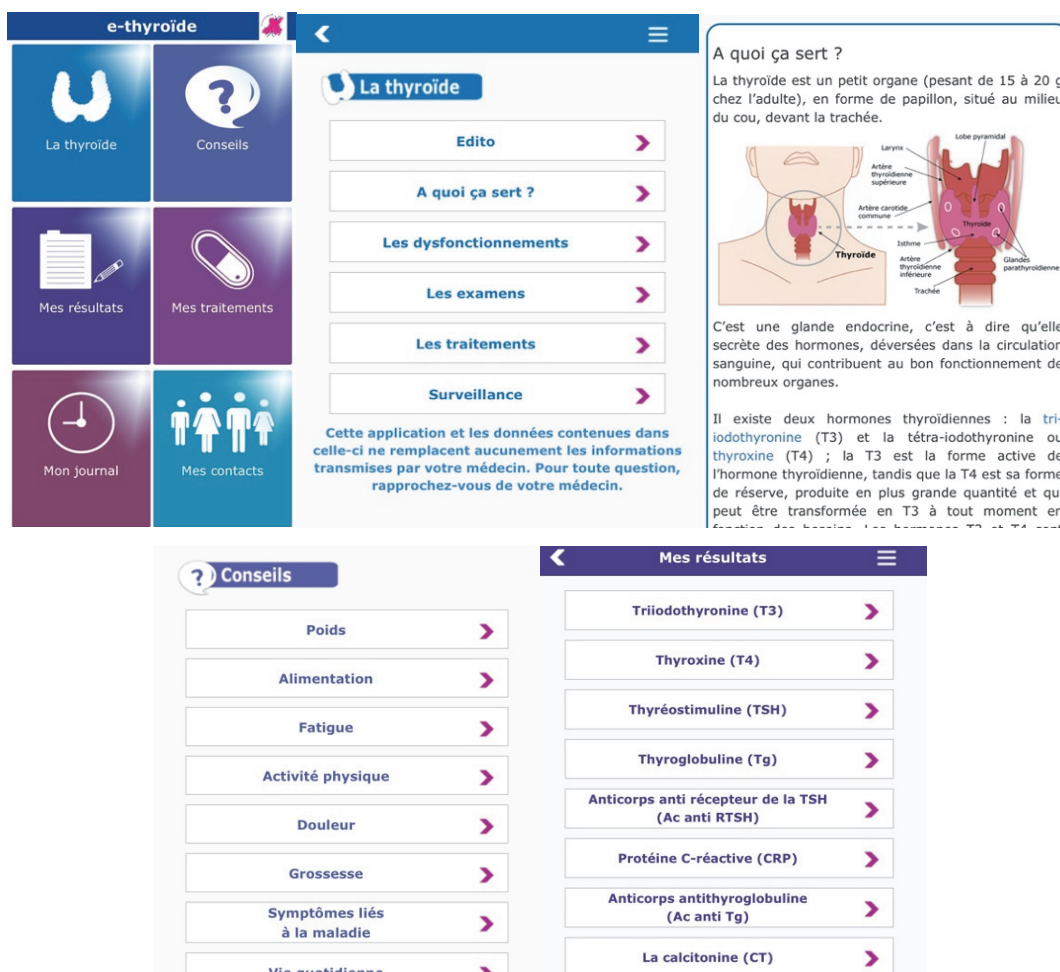 e-thyroïde
La thyroïde
Conseils
Mes résultats
Mes traitements
Mon journal
Mes contacts
La thyroïde
Edito
A quoi ça sert ?
Les dysfonctionnements
Les examens
Les traitements
Surveillance
Cette application et les données contenues dans
celle-ci ne remplacent aucunement les informations
transmises par votre médecin. Pour toute question,
rapprochez-vous de votre médecin.
A quoi ça sert ?
La thyroïde est un petit organe (pesant de 15 à 20 g
chez l'adulte), en forme de papillon, situé au milieu
du cou, devant la trachée.
Lobe pyramidal
Larynx
Artère
thyroïdienne
supérieure
Artère carotide
commune
Thyroïde
Thyroïde
Isthme
Artère
thyroïdienne
inférieure
Glandes
parathyroïdienne
Trachée
C'est une glande endocrine, c'est à dire qu'elle
secrète des hormones, déversées dans la circulation
sanguine, qui contribuent au bon fonctionnement de
nombreux organes.
Il existe deux hormones thyroïdiennes : la tri-
iodothyronine (T3) et la tétra-iodothyronine ou
thyroxine (T4) ; la T3 est la forme active de
l'hormone thyroïdienne, tandis que la T4 est sa forme
de réserve, produite en plus grande quantité et qui
peut être transformée en T3 à tout moment en
Conseils
Poids
Alimentation
Fatigue
Activité physique
Douleur
Grossesse
Symptômes liés
à la maladie
Vie quotidienne
Mes résultats
Triiodothyronine (T3)
Thyroxine (T4)
Thyréostimuline (TSH)
Thyroglobuline (Tg)
Anticorps anti récepteur de la TSH
(Ac anti RTSH)
Protéine C-réactive (CRP)
Anticorps antithyroglobuline
(Ac anti Tg)
La calcitonine (CT)